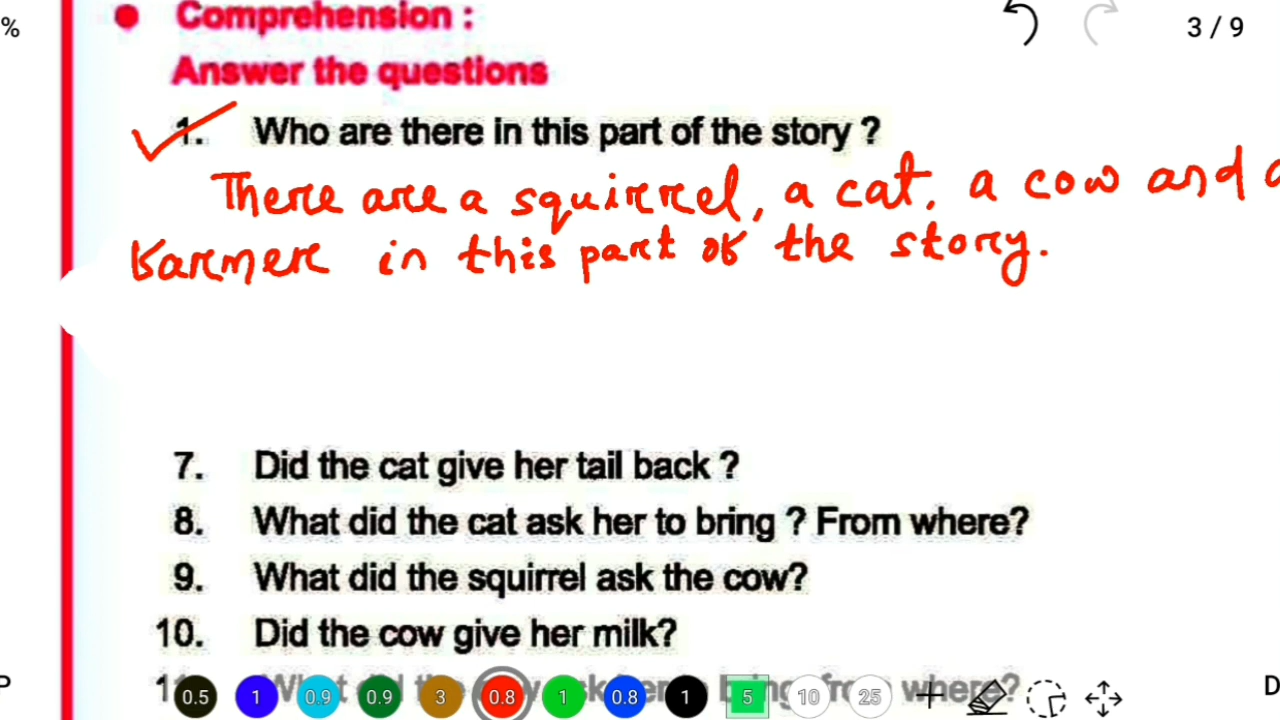 %
Comprehension :
3 / 9
Answer the questions
1. Who are there in this part of the story ?
There are a squirrel, a cat, a cow and a
farmer in this part of the story.
7. Did the cat give her tail back ?
8. What did the cat ask her to bring ? From where?
9. What did the squirrel ask the cow?
10. Did the cow give her milk?
where?
0.5 1 0.9 0.9 3 0.8 1 0.8 1 5 10 25
P
D